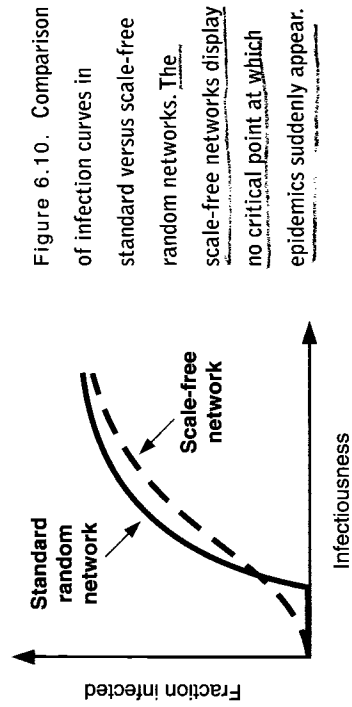 Figure 6.10. Comparison
of infection curves in
standard versus scale-free
random networks. The
scale-free networks display
no critical point at which
epidemics suddenly appear.
Fraction infected
Standard
random
network
Scale-free
network
Infectiousness